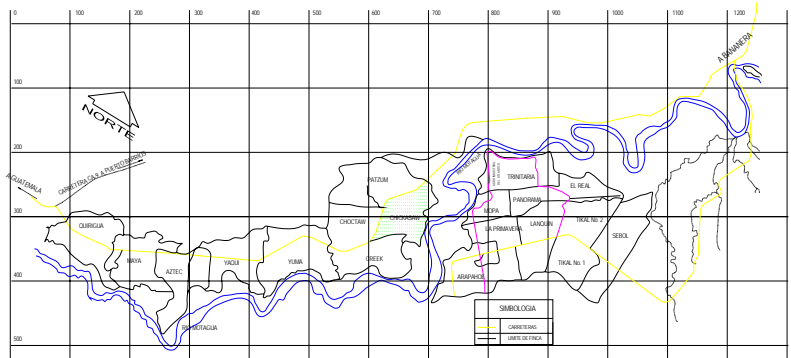 0 100 200 300 400 500 600 700 800 900 1000 1100 1200
A BANANERA
100
NORTE
200
RIO MOTAGUA
CARRETERA CA-9 A PUERTO BARRIOS
A GUATEMALA
PATZUM
TRINITARIA
EL REAL
PANDRAMA
300
QUIRIGUA
CHOCTAW
CHICKASAW
MOPA
LANQUIN
TIKAL No. 2
LA PRIMAVERA
SEBOL
MAYA
AZTEC
YAQUI
YUMA
CREEK
TIKAL No. 1
400
ARAPAHOE
RIO MOTAGUA
SIMBOLOGIA
CARRETERAS
LIMITE DE FINCA
500